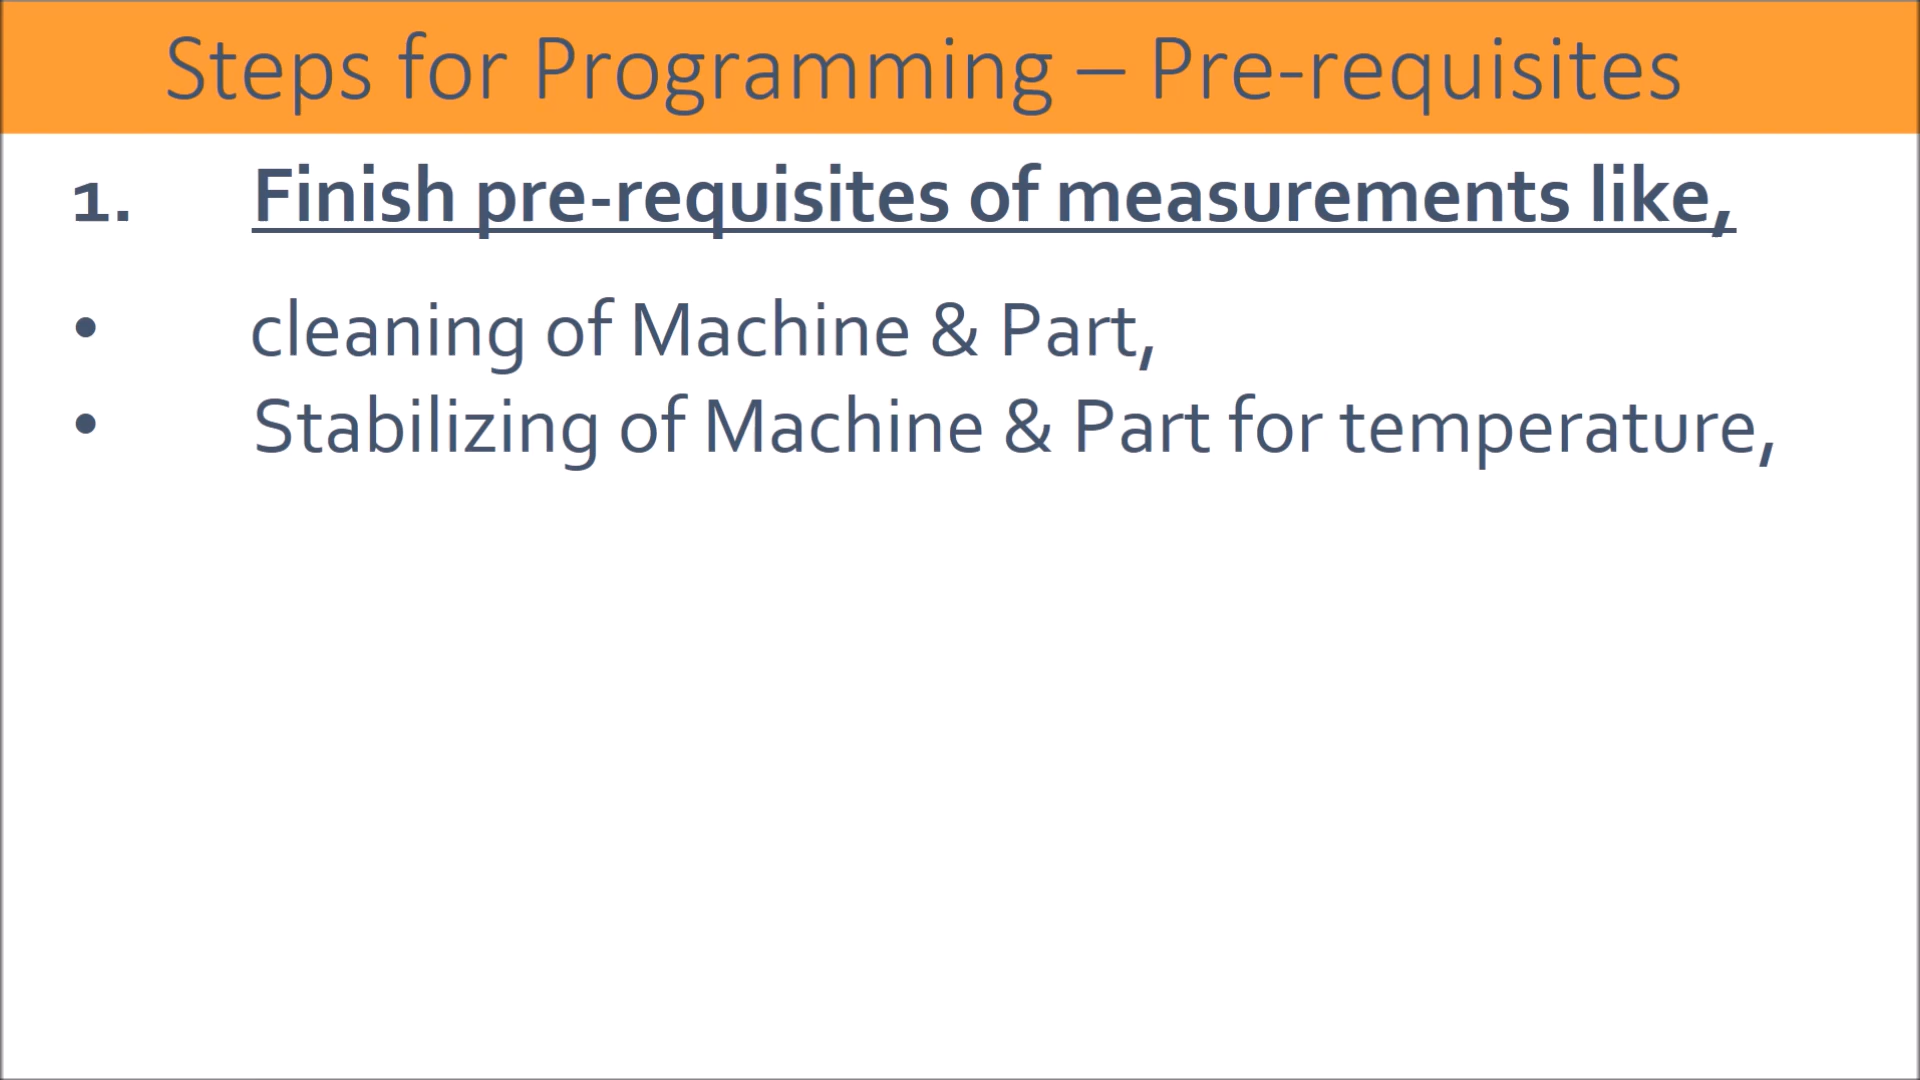 Steps for Programming – Pre-requisites
1. Finish pre-requisites of measurements like,
• cleaning of Machine & Part,
• Stabilizing of Machine & Part for temperature,